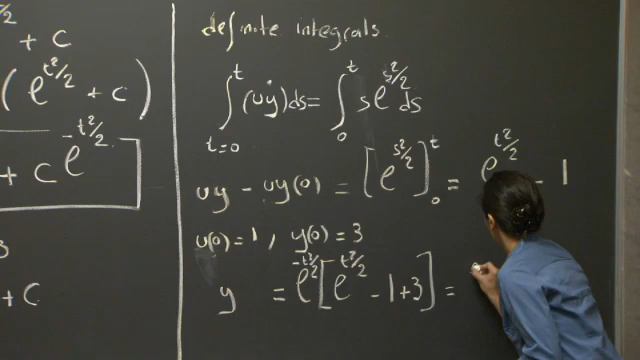 t²/2
+ C
(e^{t²/2} + C)
+ C e^{-t²/2}
3
+ C
definite integrals
∫_{t=0}^{t} (uy)˙ ds = ∫_0^t s e^{s²/2} ds
uy - uy(0) = [e^{s²/2}]_0^t = e^{t²/2} - 1
u(0) = 1, y(0) = 3
y = e^{-t²/2} [e^{t²/2} - 1 + 3] =